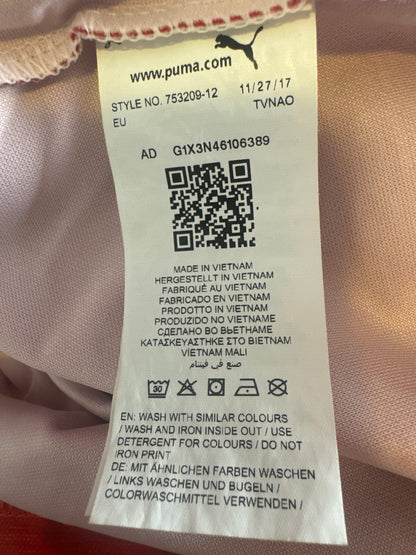 www.puma.com
STYLE NO. 753209-12 11/27/17
EU TVNAO
AD G1X3N46106389
MADE IN VIETNAM
HERGESTELLT IN VIETNAM
FABRIQUÉ AU VIETNAM
FABRICADO EN VIETNAM
PRODOTTO IN VIETNAM
PRODUZIDO NO VIETNAME
СДЕЛАНО ВО ВЬЕТНАМЕ
ΚΑΤΑΣΚΕΥΑΣΤΗΚΕ ΣΤΟ ΒΙΕΤΝΑΜ
VİETNAM MALI
صنع في فيتنام
30
EN: WASH WITH SIMILAR COLOURS
/ WASH AND IRON INSIDE OUT / USE
DETERGENT FOR COLOURS / DO NOT
IRON PRINT
DE: MIT ÄHNLICHEN FARBEN WASCHEN
/ LINKS WASCHEN UND BÜGELN /
COLORWASCHMITTEL VERWENDEN /